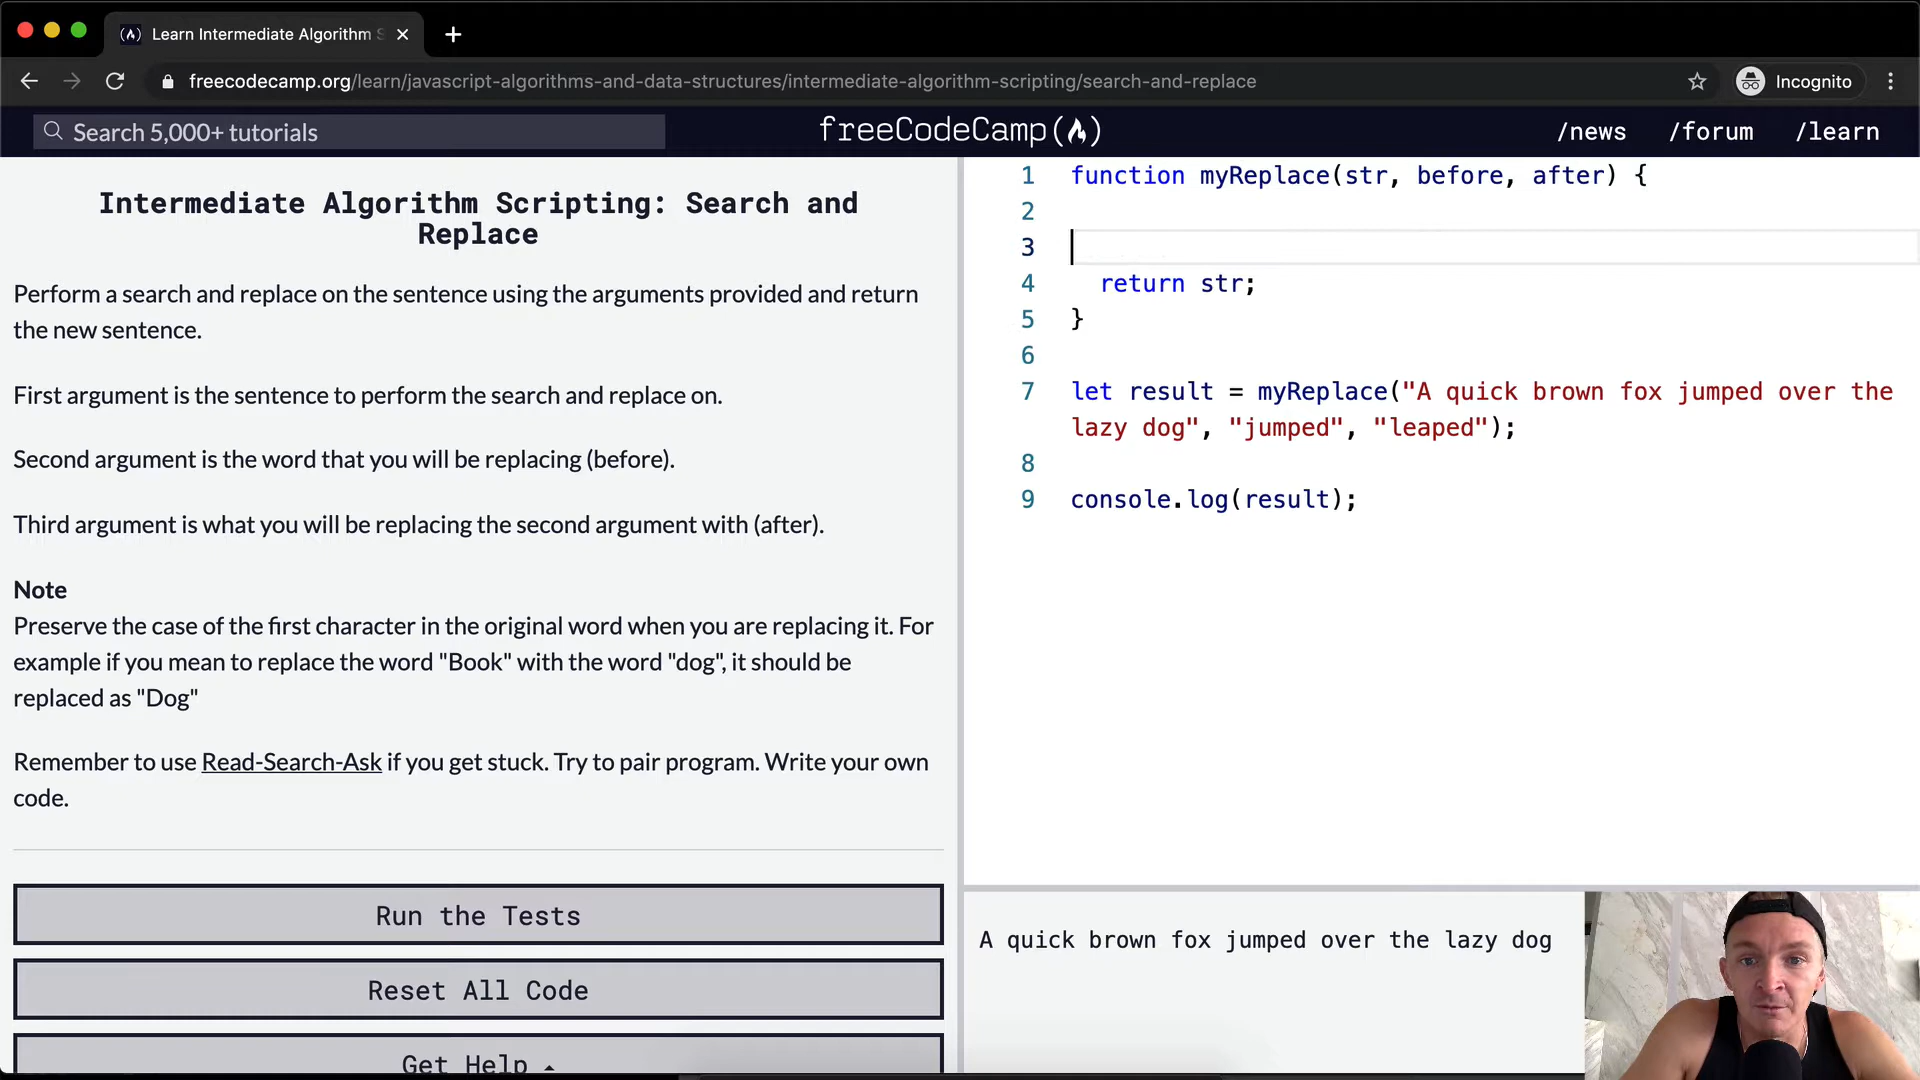 Learn Intermediate Algorithm S
freecodecamp.org/learn/javascript-algorithms-and-data-structures/intermediate-algorithm-scripting/search-and-replace
Incognito
Search 5,000+ tutorials
freeCodeCamp(🔥)
/news /forum /learn
Intermediate Algorithm Scripting: Search and
Replace
Perform a search and replace on the sentence using the arguments provided and return
the new sentence.
First argument is the sentence to perform the search and replace on.
Second argument is the word that you will be replacing (before).
Third argument is what you will be replacing the second argument with (after).
Note
Preserve the case of the first character in the original word when you are replacing it. For
example if you mean to replace the word "Book" with the word "dog", it should be
replaced as "Dog"
Remember to use Read-Search-Ask if you get stuck. Try to pair program. Write your own
code.
Run the Tests
Reset All Code
Get Help
1 function myReplace(str, before, after) {
2
3
4 return str;
5 }
6
7 let result = myReplace("A quick brown fox jumped over the
lazy dog", "jumped", "leaped");
8
9 console.log(result);
A quick brown fox jumped over the lazy dog